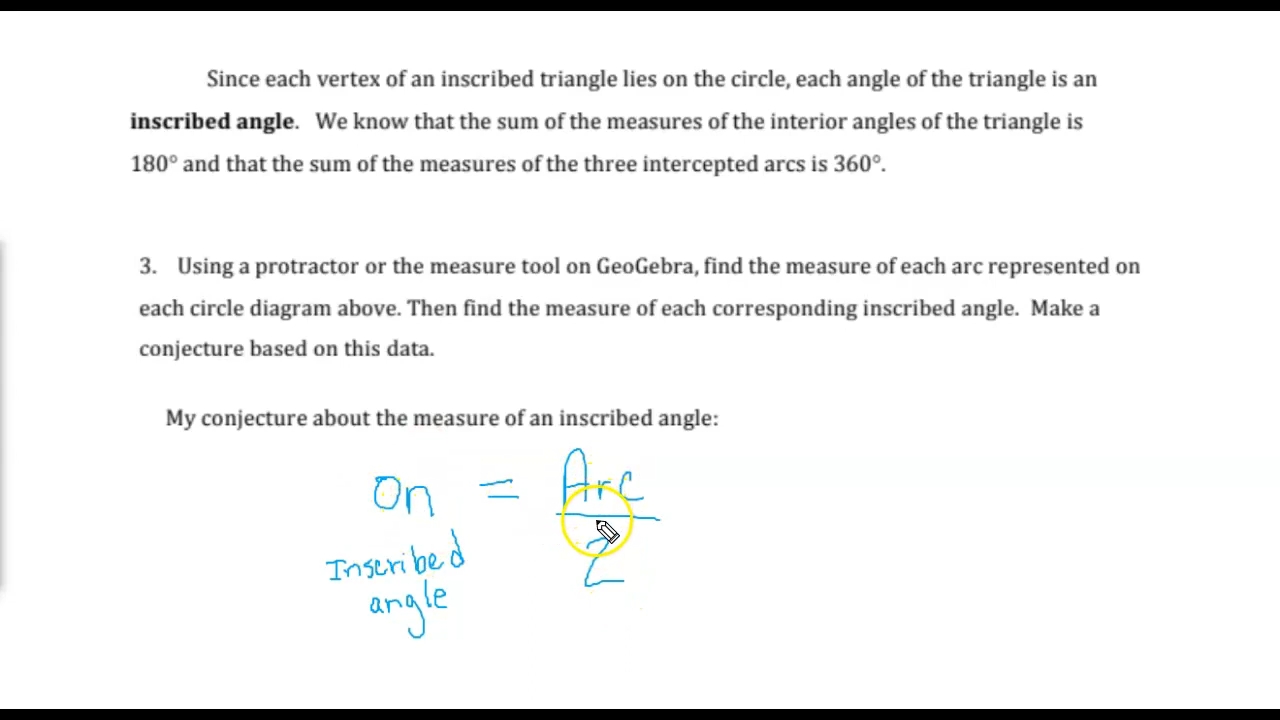 Since each vertex of an inscribed triangle lies on the circle, each angle of the triangle is an
inscribed angle. We know that the sum of the measures of the interior angles of the triangle is
180° and that the sum of the measures of the three intercepted arcs is 360°.
3. Using a protractor or the measure tool on GeoGebra, find the measure of each arc represented on
each circle diagram above. Then find the measure of each corresponding inscribed angle. Make a
conjecture based on this data.
My conjecture about the measure of an inscribed angle:
On = Arc
2
Inscribed
angle